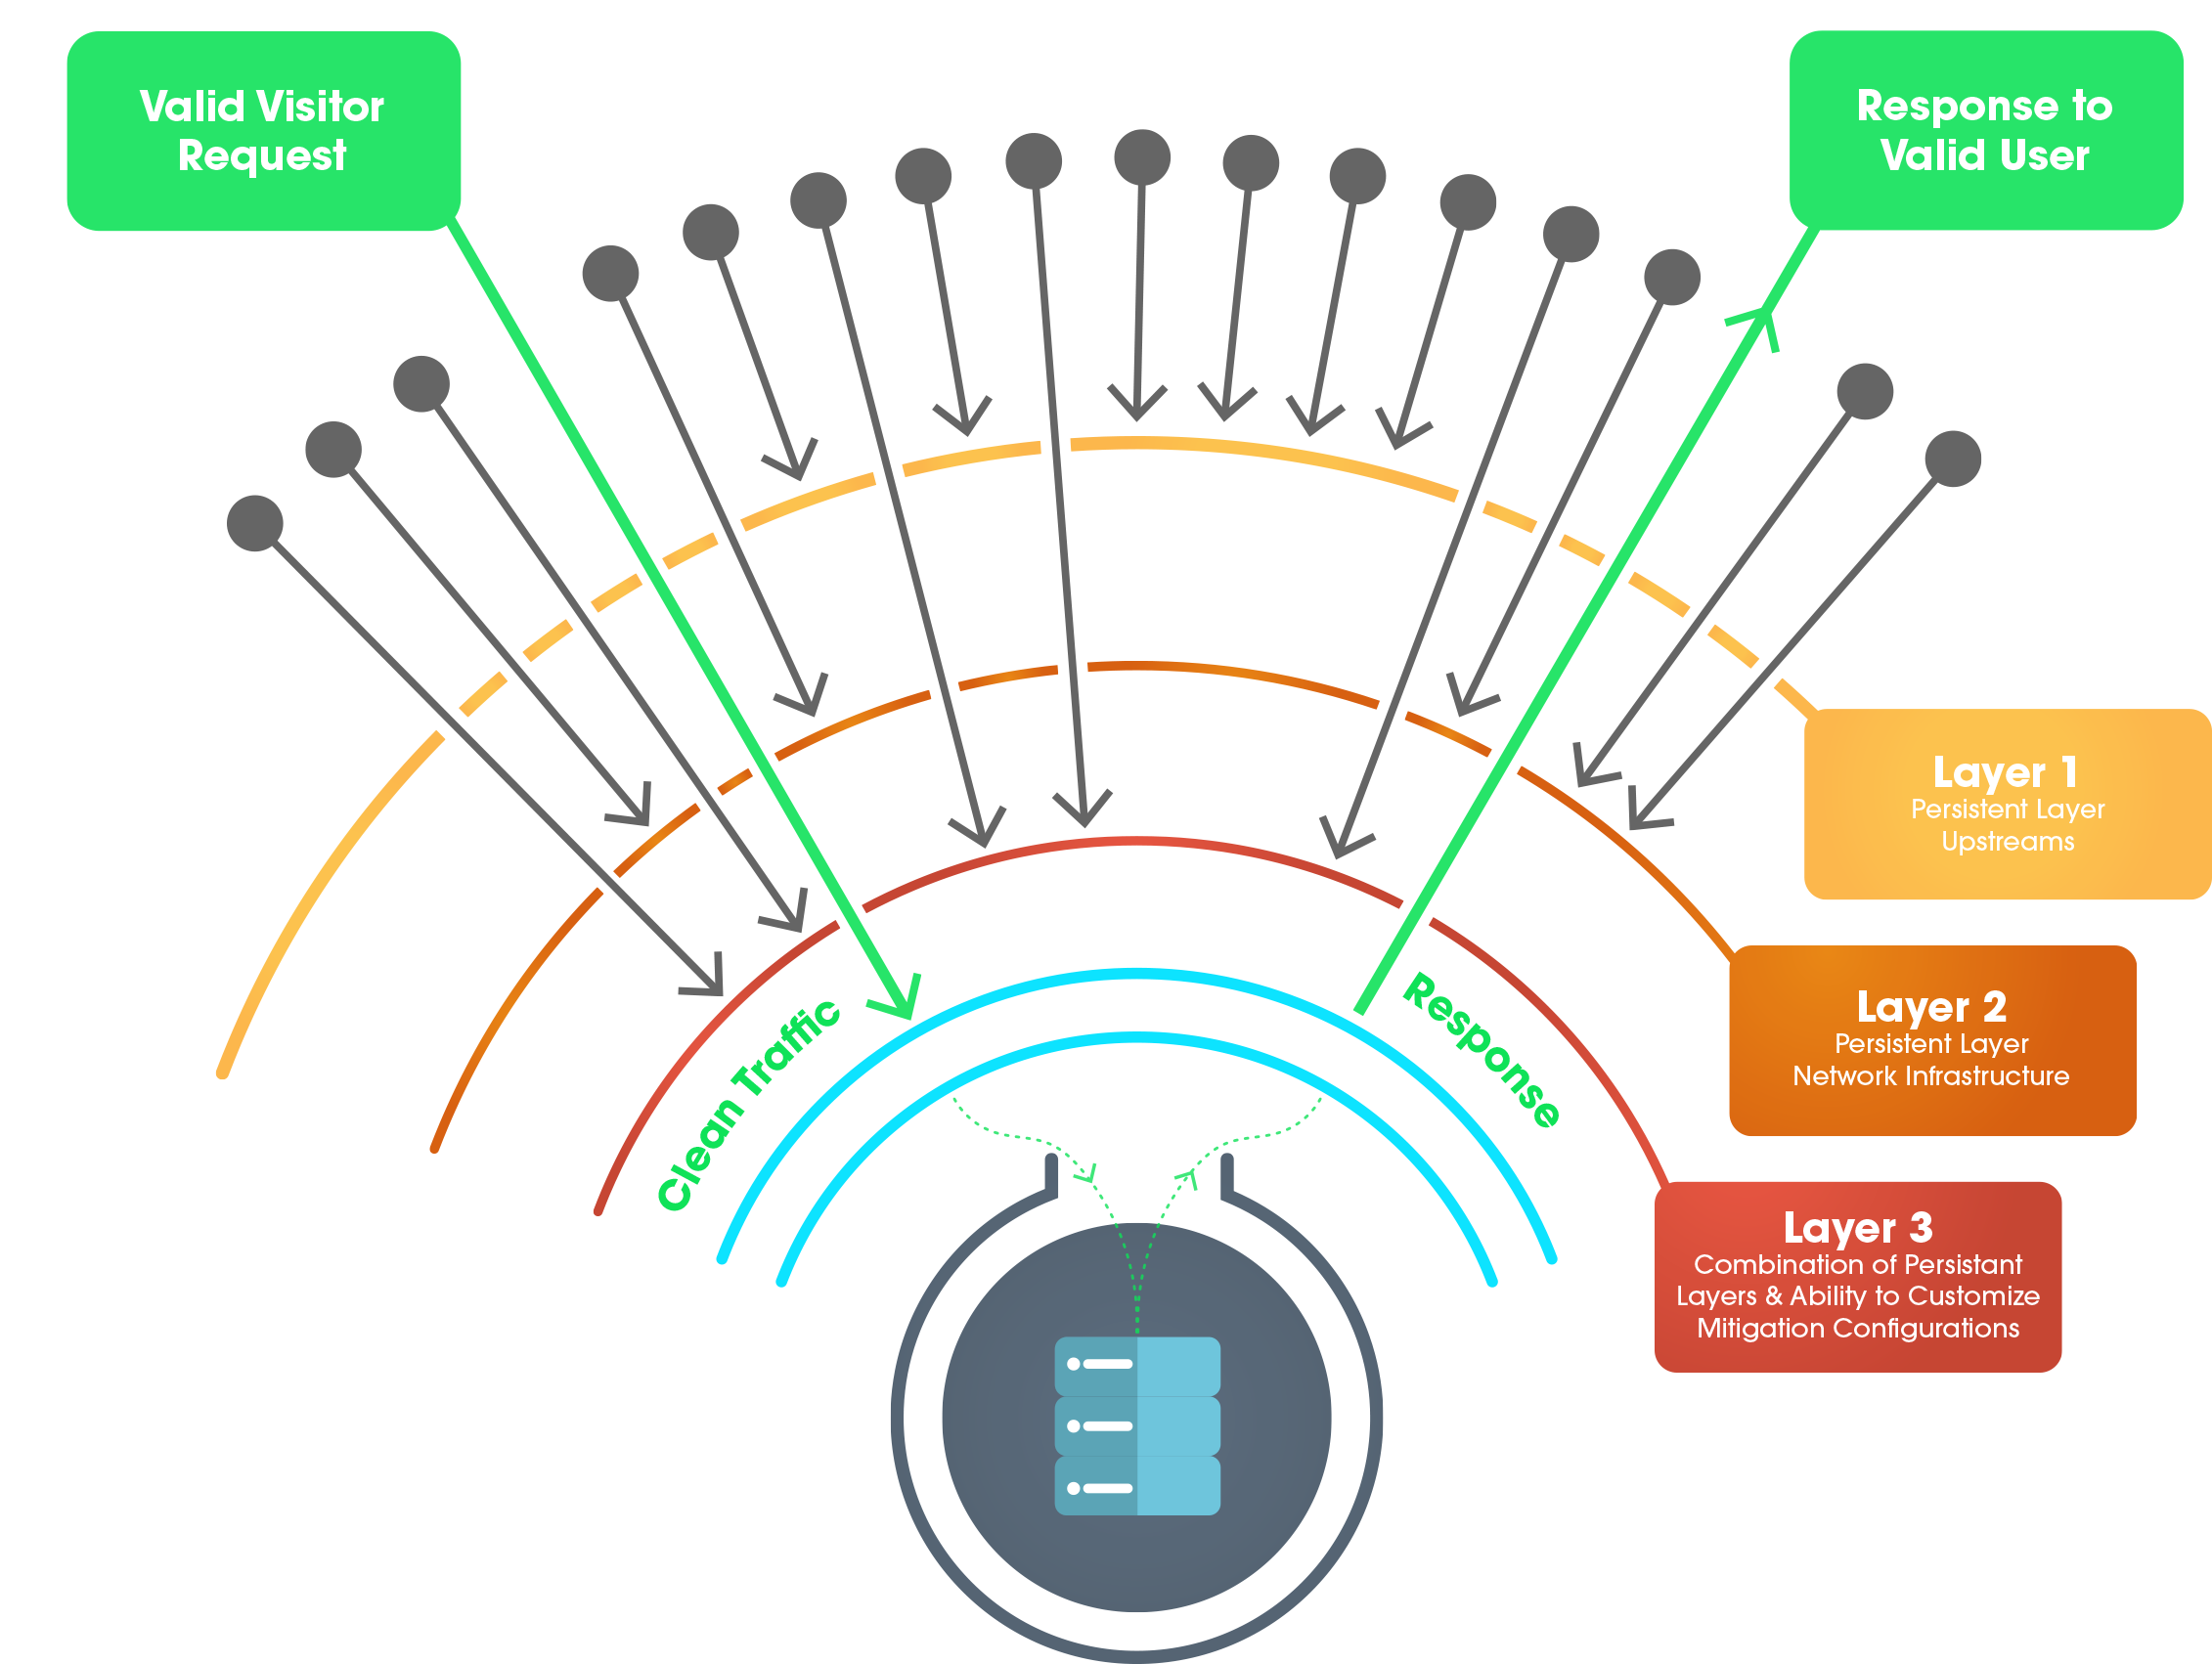 Valid Visitor
Request
Response to
Valid User
Layer 1
Persistent Layer
Upstreams
Layer 2
Persistent Layer
Network Infrastructure
Layer 3
Combination of Persistant
Layers & Ability to Customize
Mitigation Configurations
Clean Traffic
Response